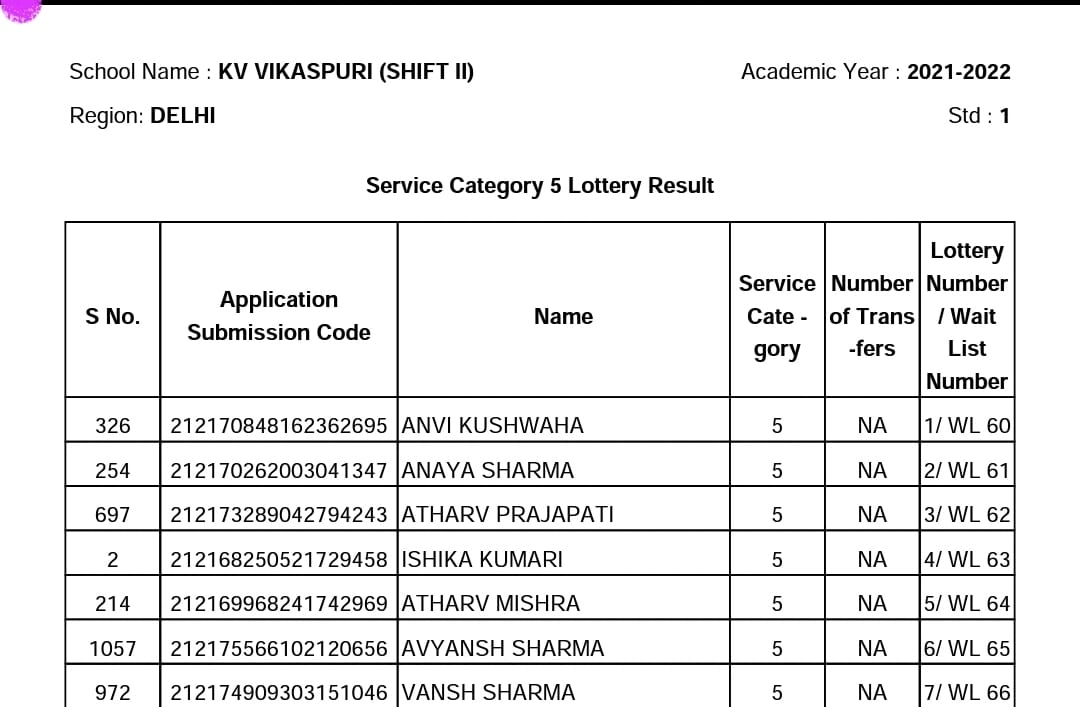 School Name : KV VIKASPURI (SHIFT II) Academic Year : 2021-2022
Region: DELHI Std : 1
Service Category 5 Lottery Result
S No. Application Submission Code Name Service Cate - gory Number of Trans -fers Lottery Number / Wait List Number
326 212170848162362695 ANVI KUSHWAHA 5 NA 1/ WL 60
254 212170262003041347 ANAYA SHARMA 5 NA 2/ WL 61
697 212173289042794243 ATHARV PRAJAPATI 5 NA 3/ WL 62
2 212168250521729458 ISHIKA KUMARI 5 NA 4/ WL 63
214 212169968241742969 ATHARV MISHRA 5 NA 5/ WL 64
1057 212175566102120656 AVYANSH SHARMA 5 NA 6/ WL 65
972 212174909303151046 VANSH SHARMA 5 NA 7/ WL 66